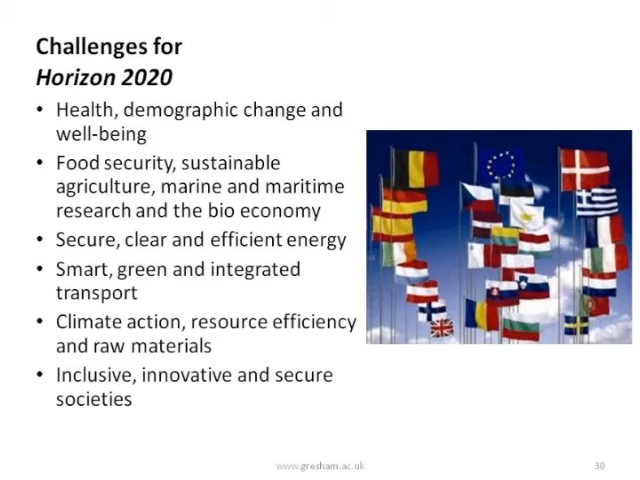 Challenges for
Horizon 2020
• Health, demographic change and
well-being
• Food security, sustainable
agriculture, marine and maritime
research and the bio economy
• Secure, clear and efficient energy
• Smart, green and integrated
transport
• Climate action, resource efficiency
and raw materials
• Inclusive, innovative and secure
societies
www.gresham.ac.uk
30